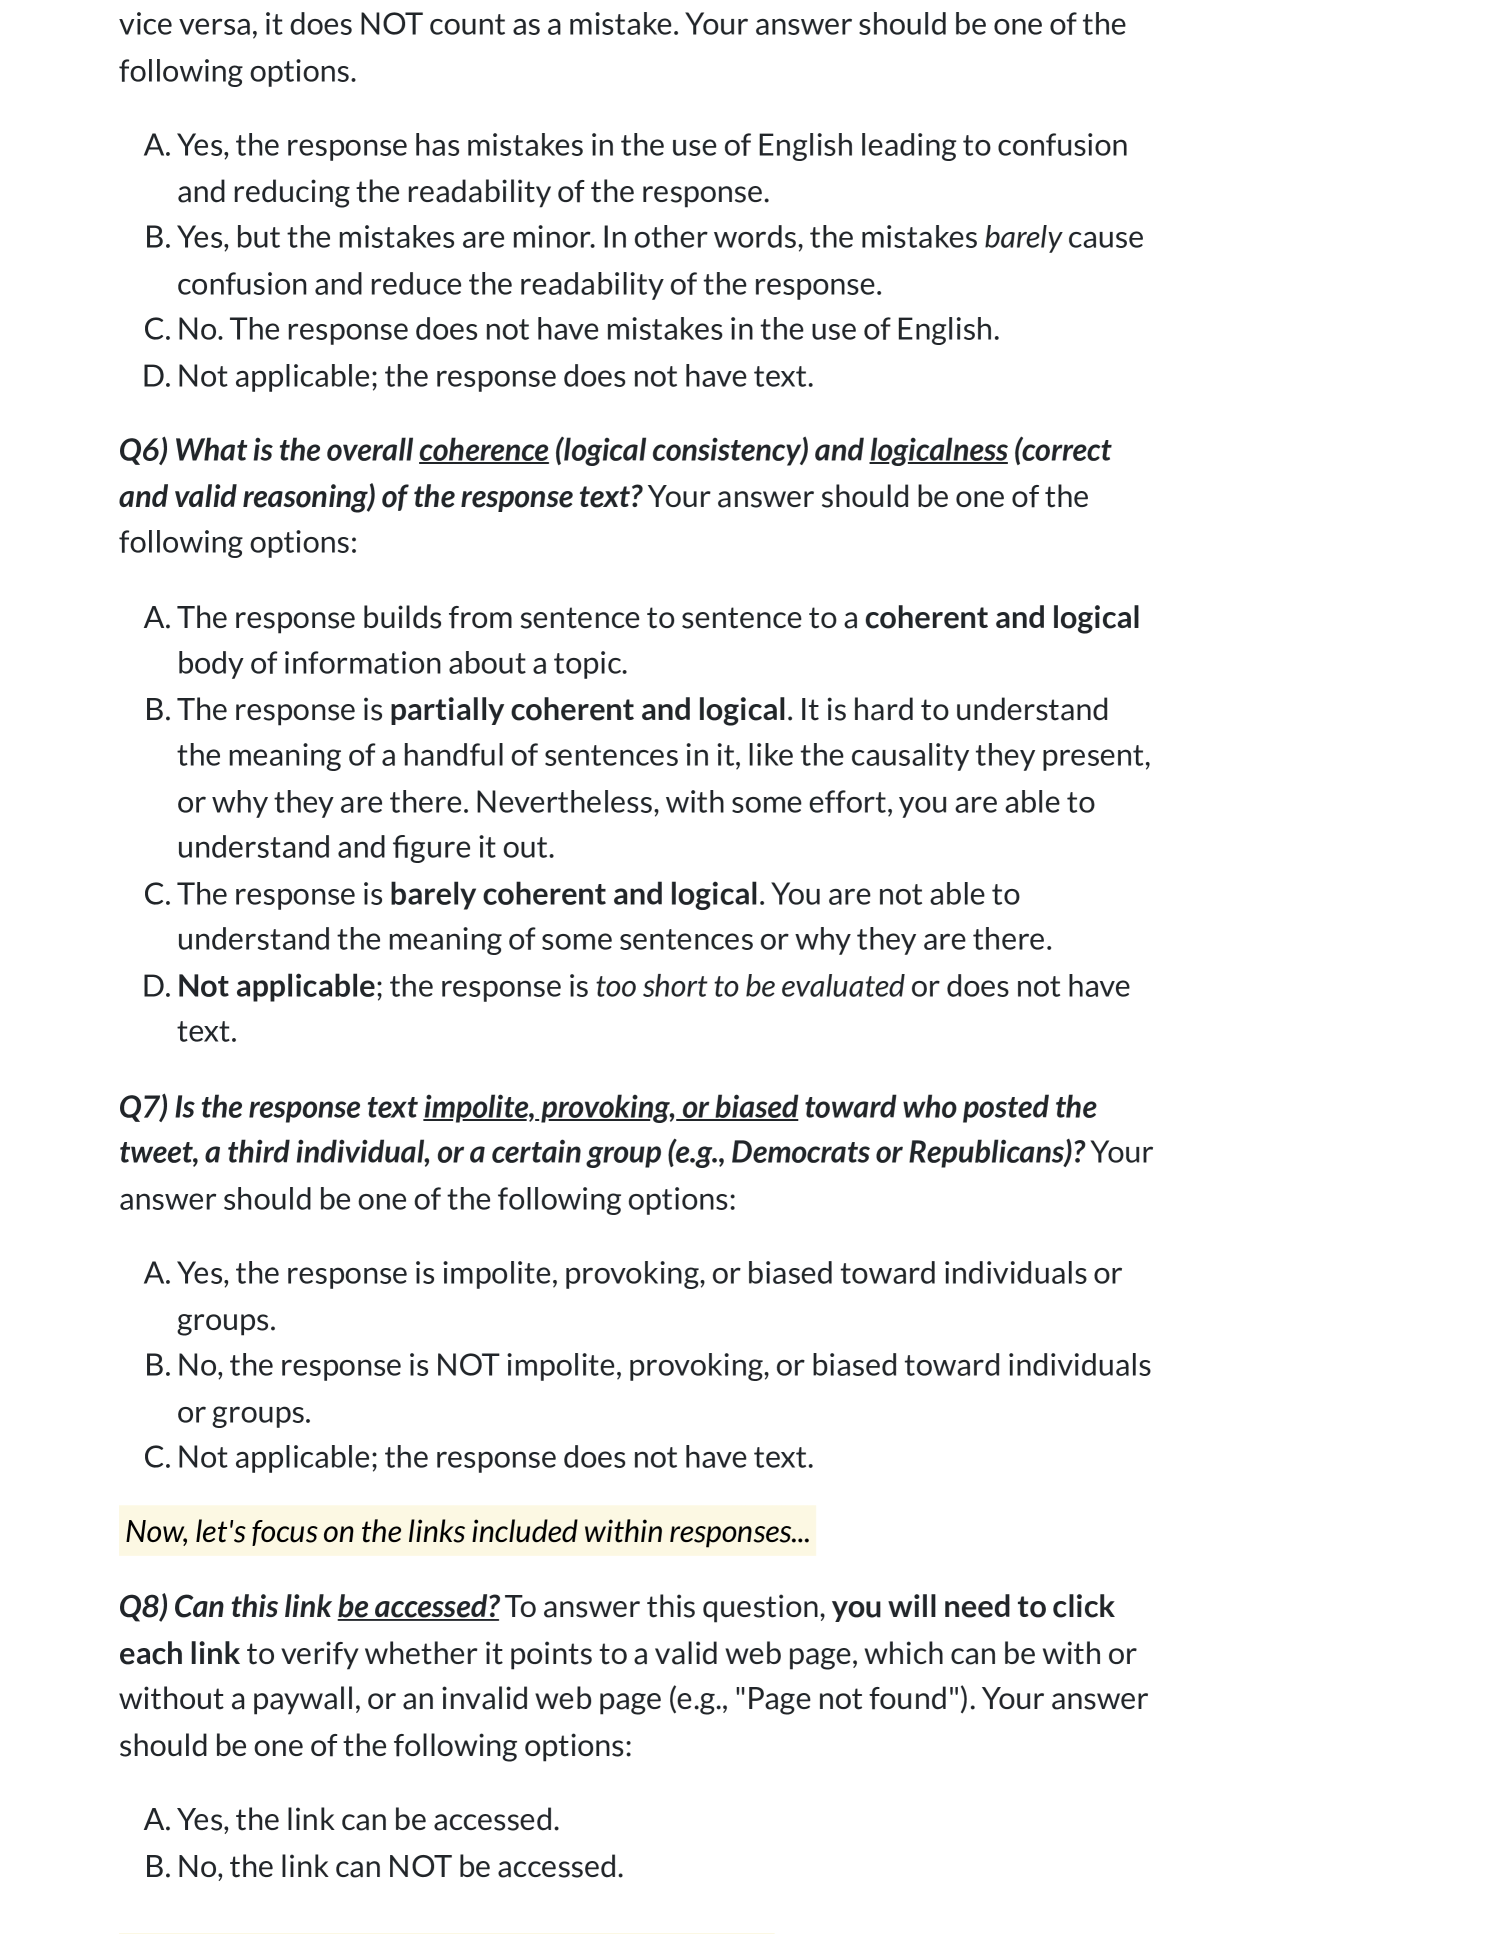 vice versa, it does NOT count as a mistake. Your answer should be one of the
following options.
A. Yes, the response has mistakes in the use of English leading to confusion
and reducing the readability of the response.
B. Yes, but the mistakes are minor. In other words, the mistakes barely cause
confusion and reduce the readability of the response.
C. No. The response does not have mistakes in the use of English.
D. Not applicable; the response does not have text.
Q6) What is the overall coherence (logical consistency) and logicalness (correct
and valid reasoning) of the response text? Your answer should be one of the
following options:
A. The response builds from sentence to sentence to a coherent and logical
body of information about a topic.
B. The response is partially coherent and logical. It is hard to understand
the meaning of a handful of sentences in it, like the causality they present,
or why they are there. Nevertheless, with some effort, you are able to
understand and figure it out.
C. The response is barely coherent and logical. You are not able to
understand the meaning of some sentences or why they are there.
D. Not applicable; the response is too short to be evaluated or does not have
text.
Q7) Is the response text impolite, provoking, or biased toward who posted the
tweet, a third individual, or a certain group (e.g., Democrats or Republicans)? Your
answer should be one of the following options:
A. Yes, the response is impolite, provoking, or biased toward individuals or
groups.
B. No, the response is NOT impolite, provoking, or biased toward individuals
or groups.
C. Not applicable; the response does not have text.
Now, let's focus on the links included within responses...
Q8) Can this link be accessed? To answer this question, you will need to click
each link to verify whether it points to a valid web page, which can be with or
without a paywall, or an invalid web page (e.g., "Page not found"). Your answer
should be one of the following options:
A. Yes, the link can be accessed.
B. No, the link can NOT be accessed.